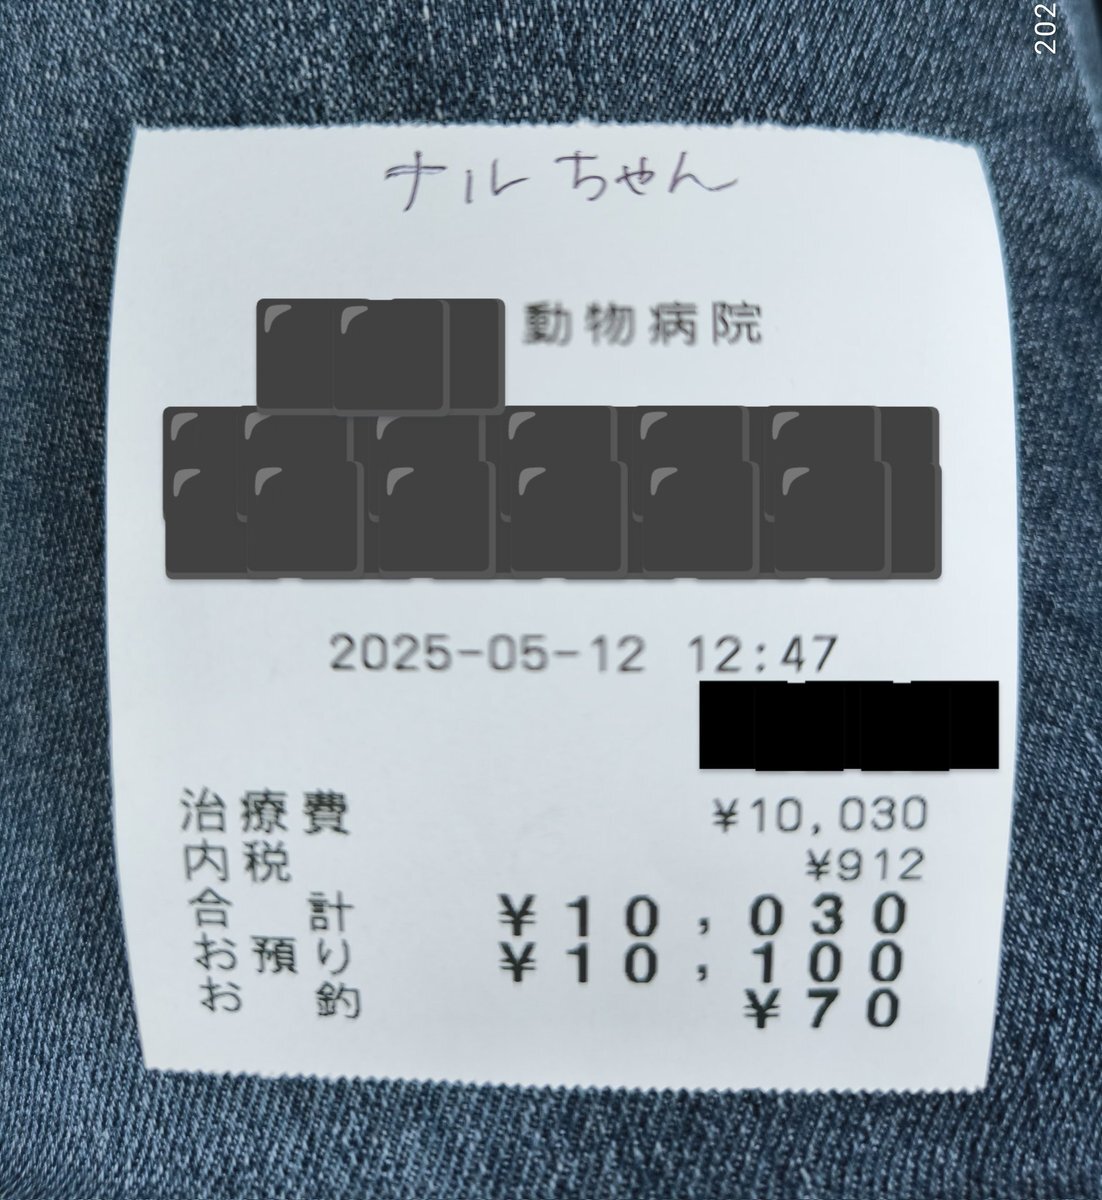 202
ナルちゃん
動物病院
2025-05-12 12:47
治療費 ¥10,030
内税 ¥912
合計 ¥10,030
お預り ¥10,100
お釣 ¥70